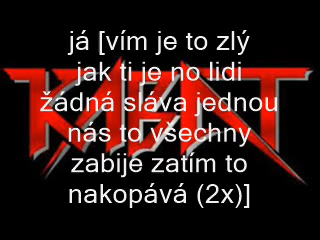 já [vím je to zlý
jak ti je no lidi
žádná sláva jednou
nás to všechny
zabije zatím to
nakopává (2x)]
KABÁT